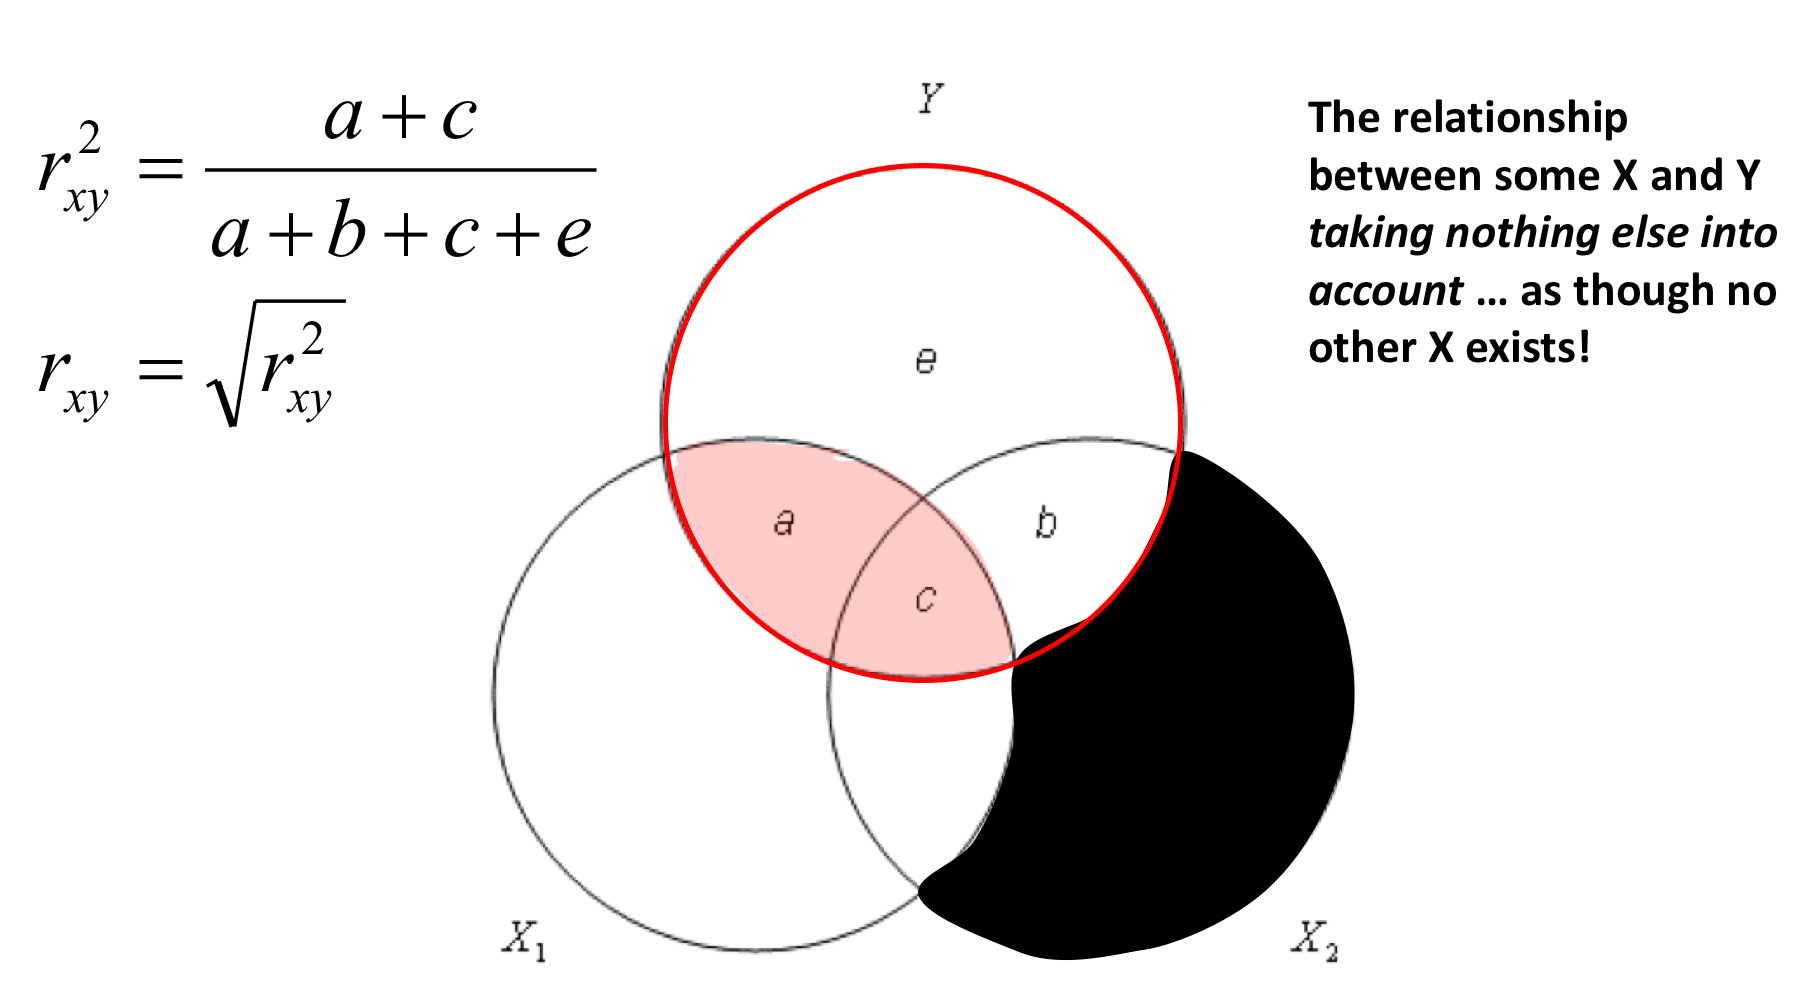 r²xy = a + c / a + b + c + e
rxy = √r²xy
Y
The relationship
between some X and Y
taking nothing else into
account ... as though no
other X exists!
e
a
b
c
X₁
X₂